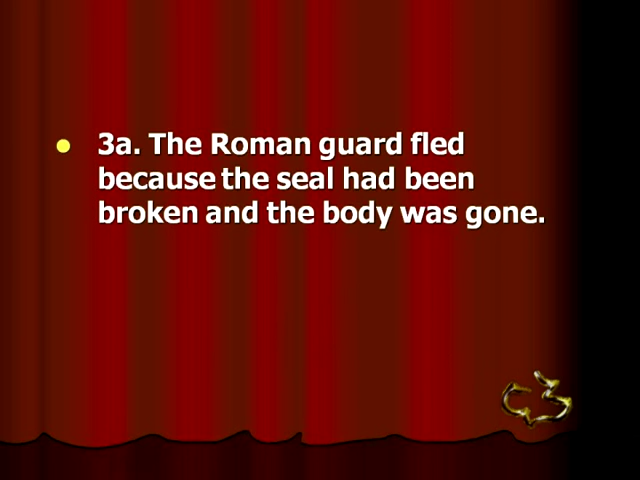 3a. The Roman guard fled
because the seal had been
broken and the body was gone.